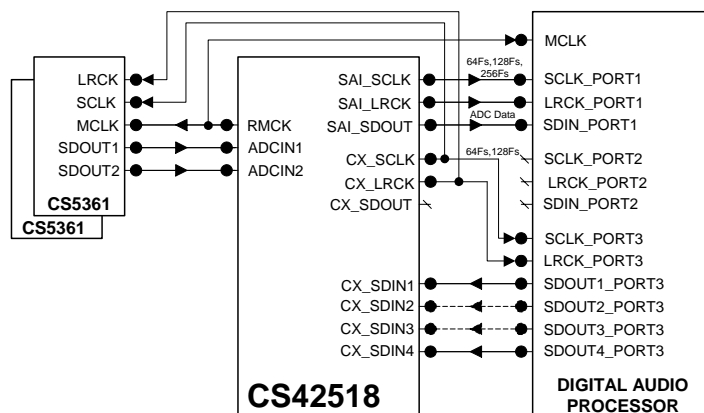 LRCK
SCLK
MCLK
SDOUT1
SDOUT2
CS5361
CS5361
RMCK
ADCIN1
ADCIN2
SAI_SCLK
SAI_LRCK
SAI_SDOUT
CX_SCLK
CX_LRCK
CX_SDOUT
CX_SDIN1
CX_SDIN2
CX_SDIN3
CX_SDIN4
CS42518
64Fs,128Fs,
256Fs
ADC Data
64Fs,128Fs
MCLK
SCLK_PORT1
LRCK_PORT1
SDIN_PORT1
SCLK_PORT2
LRCK_PORT2
SDIN_PORT2
SCLK_PORT3
LRCK_PORT3
SDOUT1_PORT3
SDOUT2_PORT3
SDOUT3_PORT3
SDOUT4_PORT3
DIGITAL AUDIO
PROCESSOR